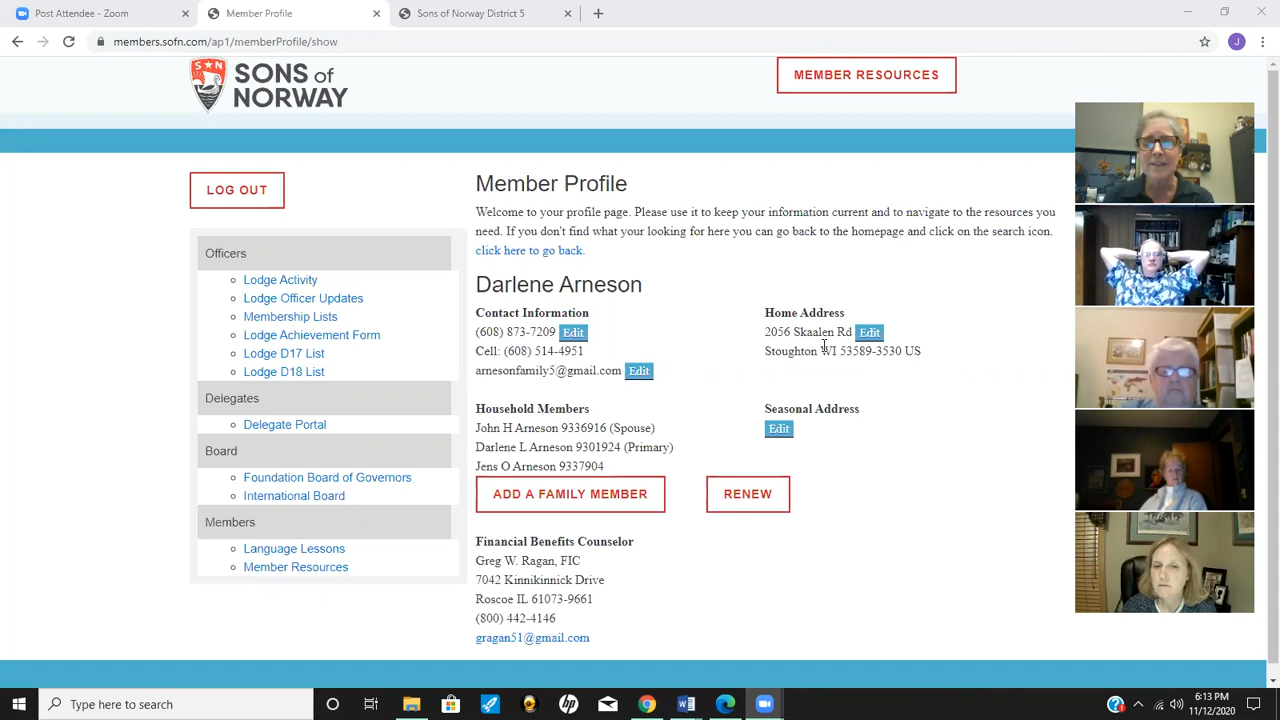 Post Attendee - Zoom
Member Profile
Sons of Norway District 5
members.sofn.com/ap1/memberProfile/show
J
S N
SONS of
NORWAY
MEMBER RESOURCES
LOG OUT
Officers
Lodge Activity
Lodge Officer Updates
Membership Lists
Lodge Achievement Form
Lodge D17 List
Lodge D18 List
Delegates
Delegate Portal
Board
Foundation Board of Governors
International Board
Members
Language Lessons
Member Resources
Member Profile
Welcome to your profile page. Please use it to keep your information current and to navigate to the resources you
need. If you don't find what your looking for here you can go back to the homepage and click on the search icon.
click here to go back.
Darlene Arneson
Contact Information
(608) 873-7209 Edit
Cell: (608) 514-4951
arnesonfamily5@gmail.com Edit
Home Address
2056 Skaalen Rd Edit
Stoughton WI 53589-3530 US
Household Members
John H Arneson 9336916 (Spouse)
Darlene L Arneson 9301924 (Primary)
Jens O Arneson 9337904
Seasonal Address
Edit
ADD A FAMILY MEMBER
RENEW
Financial Benefits Counselor
Greg W. Ragan, FIC
7042 Kinnikinnick Drive
Roscoe IL 61073-9661
(800) 442-4146
gragan51@gmail.com
Type here to search
6:13 PM
11/12/2020